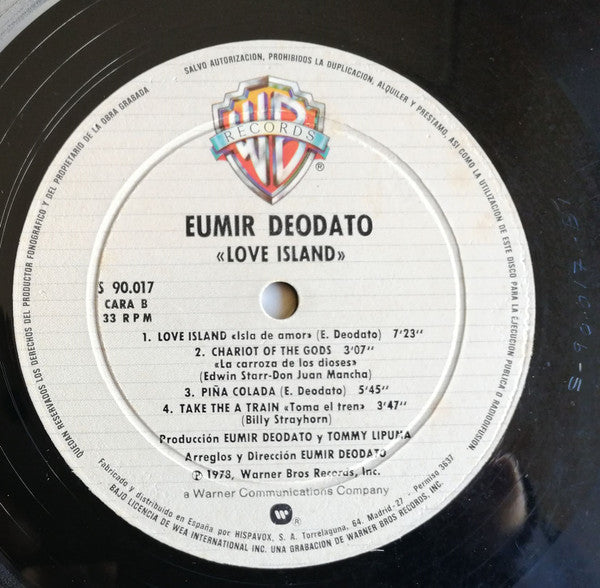 SALVO AUTORIZACION, PROHIBIDOS LA DUPLICACION, ALQUILER Y PRESTAMO, ASI COMO LA UTILIZACION DE ESTE DISCO PARA LA EJECUCION PUBLICA O RADIODIFUSION
QUEDAN RESERVADOS LOS DERECHOS DEL PRODUCTOR FONOGRAFICO Y DEL PROPIETARIO DE LA OBRA GRABADA
WB
RECORDS
®
EUMIR DEODATO
«LOVE ISLAND»
S 90.017
CARA B
33 RPM
1. LOVE ISLAND «Isla de amor» (E. Deodato) 7'23''
2. CHARIOT OF THE GODS 3'07''
«La carroza de los dioses»
(Edwin Starr-Don Juan Mancha)
3. PIÑA COLADA (E. Deodato) 5'45''
4. TAKE THE A TRAIN «Toma el tren» 3'47''
(Billy Strayhorn)
Producción EUMIR DEODATO y TOMMY LIPUMA
Arreglos y Dirección EUMIR DEODATO
℗ 1978, Warner Bros Records, Inc.
a Warner Communications Company
®
Fabricado y distribuido en España por HISPAVOX, S. A. Torrelaguna, 64. Madrid-27 - Permiso 3637
BAJO LICENCIA DE WEA INTERNATIONAL INC. UNA GRABACION DE WARNER BROS RECORDS, INC.
S-90.017-B1